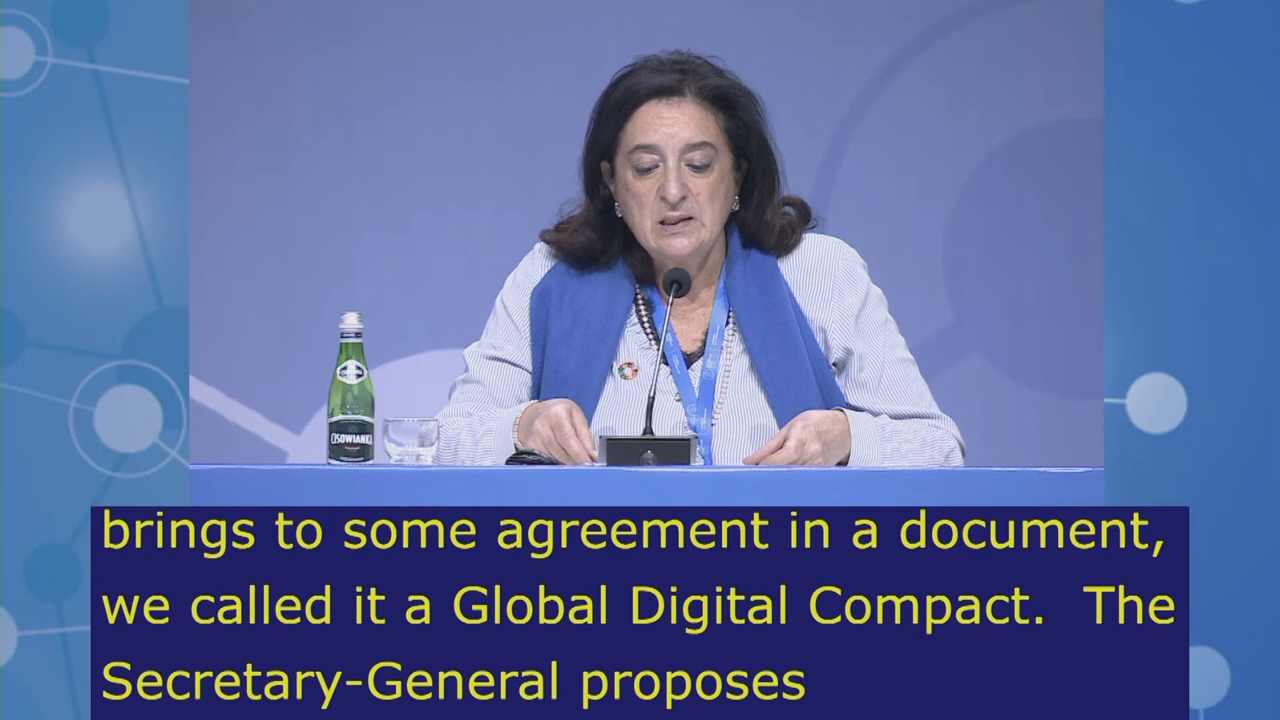 CISOWIANKA
brings to some agreement in a document,
we called it a Global Digital Compact.  The
Secretary-General proposes